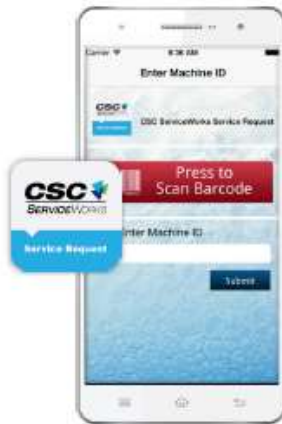 Carrier 8:36 AM
Enter Machine ID
CSC
SERVICEWORKS
CSC ServiceWorks Service Request
Press to
Scan Barcode
CSC
SERVICEWORKS
Service Request
Enter Machine ID
Submit